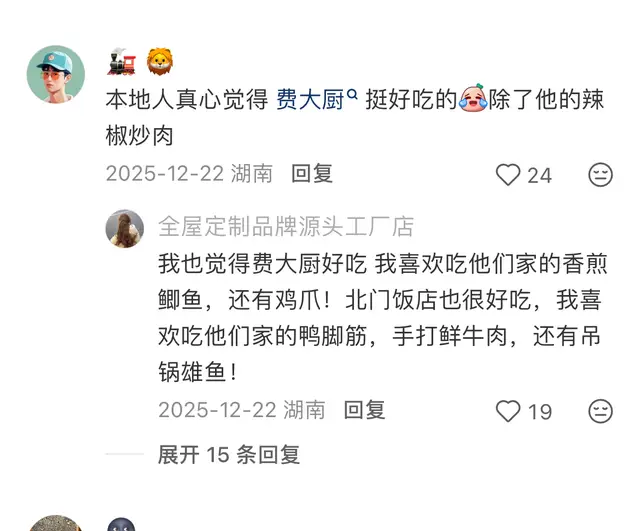 🚂 🦁
本地人真心觉得 费大厨 挺好吃的除了他的辣
椒炒肉
2025-12-22 湖南 回复
24
全屋定制品牌源头工厂店
我也觉得费大厨好吃 我喜欢吃他们家的香煎
鲫鱼，还有鸡爪！北门饭店也很好吃，我喜
欢吃他们家的鸭脚筋，手打鲜牛肉，还有吊
锅雄鱼！
2025-12-22 湖南 回复
19
展开 15 条回复